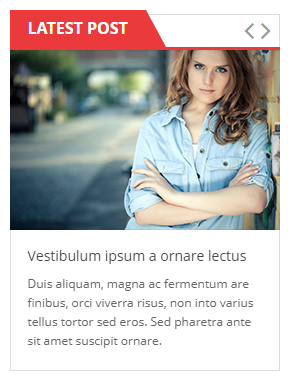 LATEST POST
Vestibulum ipsum a ornare lectus
Duis aliquam, magna ac fermentum are
finibus, orci viverra risus, non into varius
tellus tortor sed eros. Sed pharetra ante
sit amet suscipit ornare.